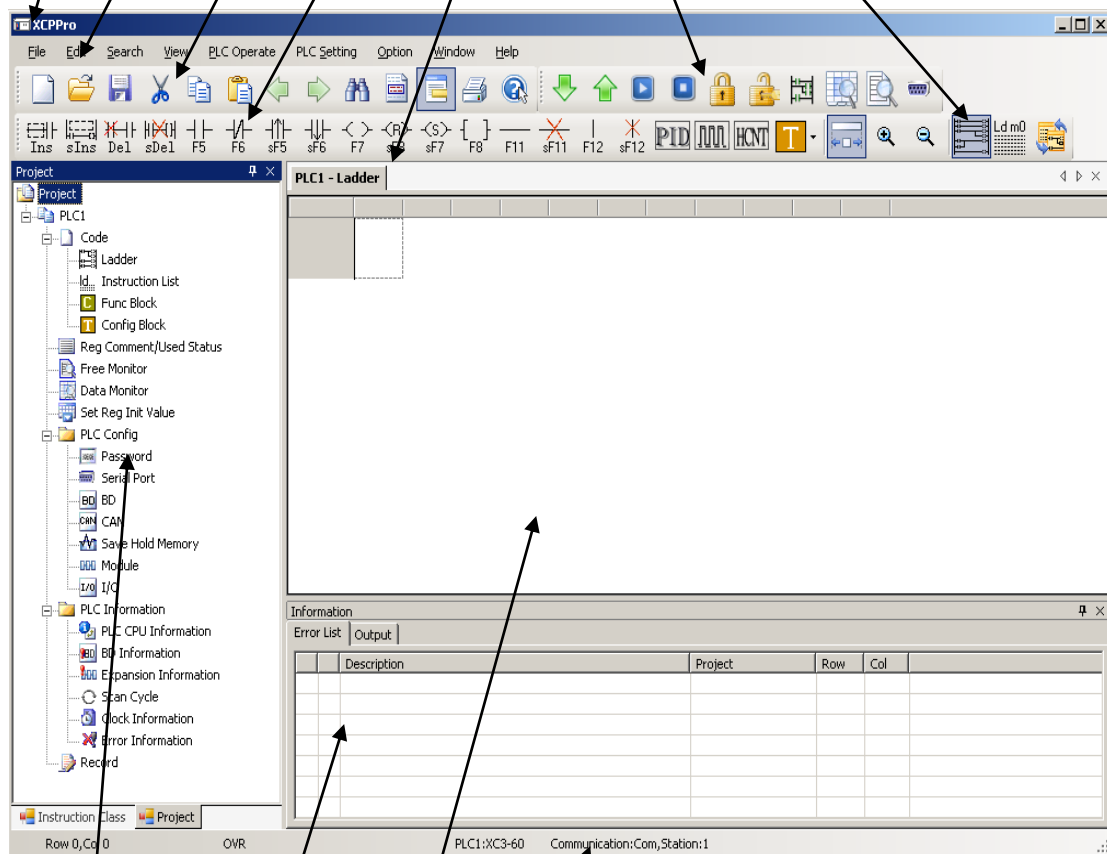 XCPPro
File Edit Search View PLC Operate PLC Setting Option Window Help
Ins sIns Del sDel F5 F6 sF5 sF6 F7 sF8 sF7 F8 F11 sF11 F12 sF12 PID HCNT T Ld m0
Project
PLC1 - Ladder
Project
PLC1
Code
Ladder
Instruction List
Func Block
Config Block
Reg Comment/Used Status
Free Monitor
Data Monitor
Set Reg Init Value
PLC Config
Password
Serial Port
BD BD
CAN CAN
Save Hold Memory
Module
I/O I/O
PLC Information
PLC CPU Information
BD BD Information
Expansion Information
Scan Cycle
Clock Information
Error Information
Record
Instruction Class Project
Information
Error List Output
Description Project Row Col
Row 0,Col 0 OVR PLC1:XC3-60 Communication:Com,Station:1